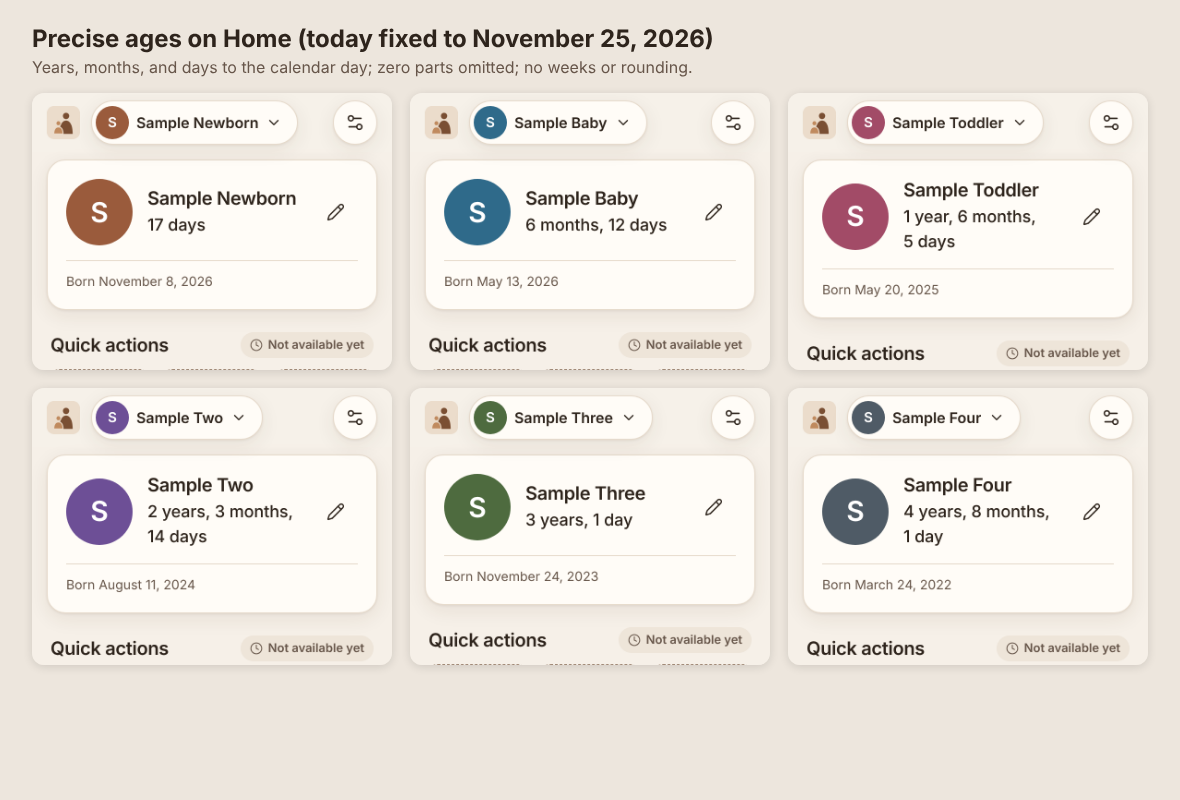 Precise ages on Home (today fixed to November 25, 2026)
Years, months, and days to the calendar day; zero parts omitted; no weeks or rounding.
S Sample Newborn
S
Sample Newborn
17 days
Born November 8, 2026
Quick actions
Not available yet
S Sample Baby
S
Sample Baby
6 months, 12 days
Born May 13, 2026
Quick actions
Not available yet
S Sample Toddler
S
Sample Toddler
1 year, 6 months,
5 days
Born May 20, 2025
Quick actions
Not available yet
S Sample Two
S
Sample Two
2 years, 3 months,
14 days
Born August 11, 2024
Quick actions
Not available yet
S Sample Three
S
Sample Three
3 years, 1 day
Born November 24, 2023
Quick actions
Not available yet
S Sample Four
S
Sample Four
4 years, 8 months,
1 day
Born March 24, 2022
Quick actions
Not available yet